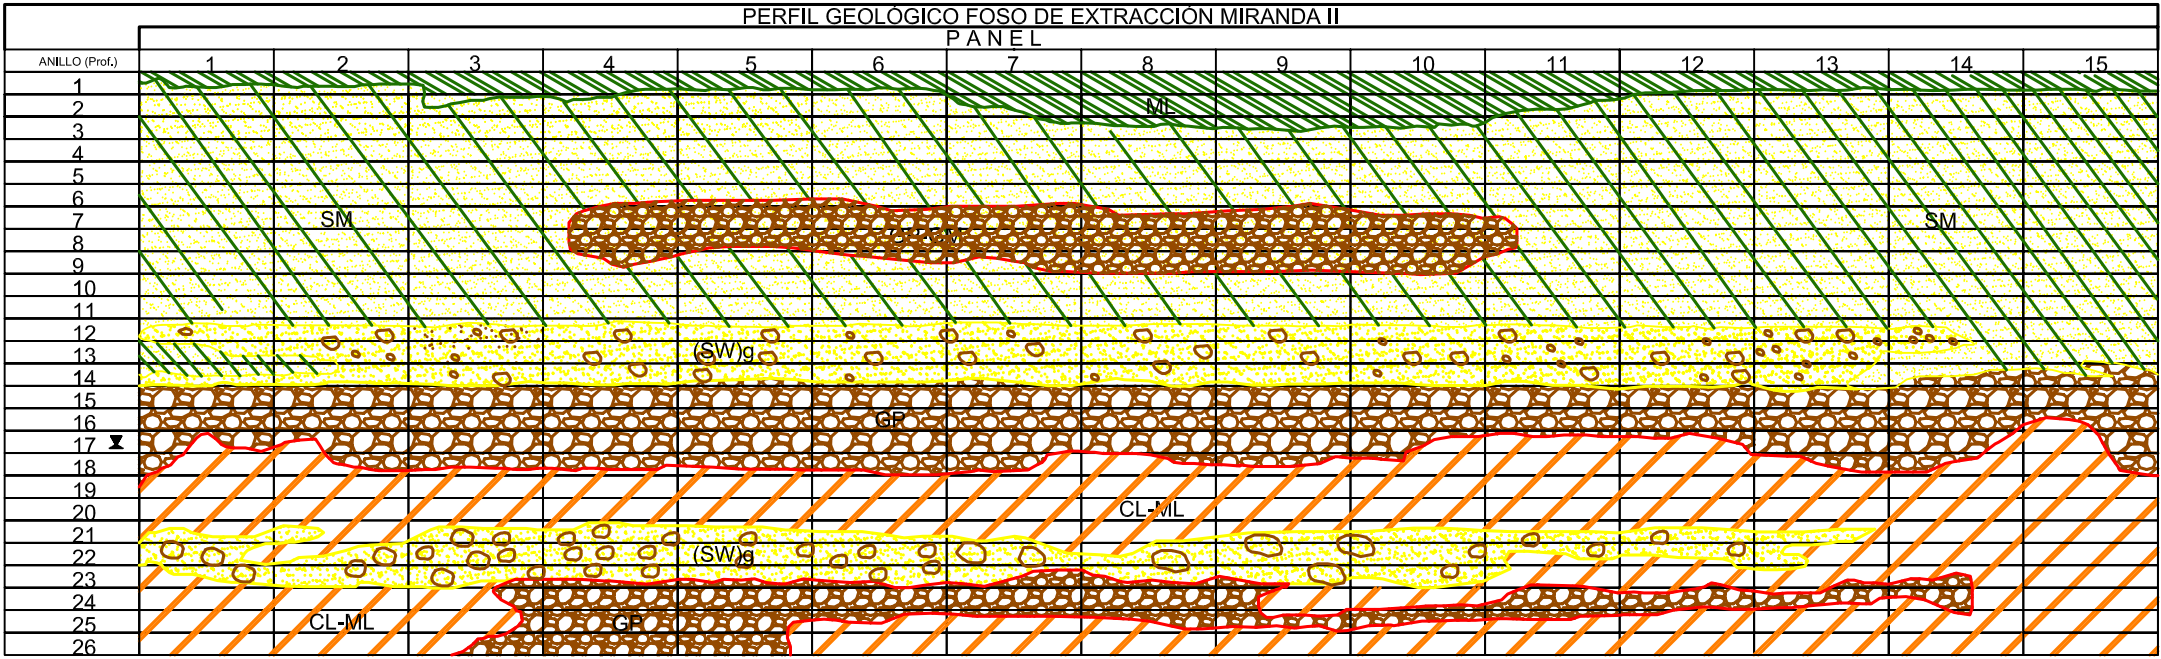 PERFIL GEOLÓGICO FOSO DE EXTRACCIÓN MIRANDA II
PANEL
ANILLO (Prof.) 1 2 3 4 5 6 7 8 9 10 11 12 13 14 15
1
2 ML
3
4
5
6
7 SM SM
8
9
10
11
12
13 (SW)g
14
15
16 GP
17
18
19
20 CL-ML
21
22 (SW)g
23
24
25 CL-ML GP
26